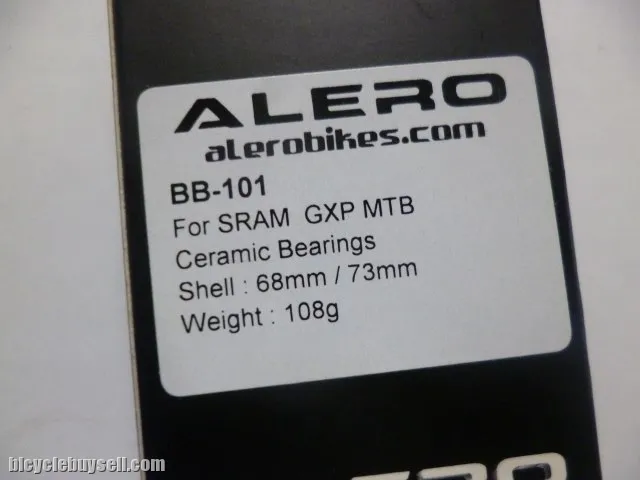 ALERO
alerobikes.com
BB-101
For SRAM GXP MTB
Ceramic Bearings
Shell : 68mm / 73mm
Weight : 108g
bicyclebuysell.com